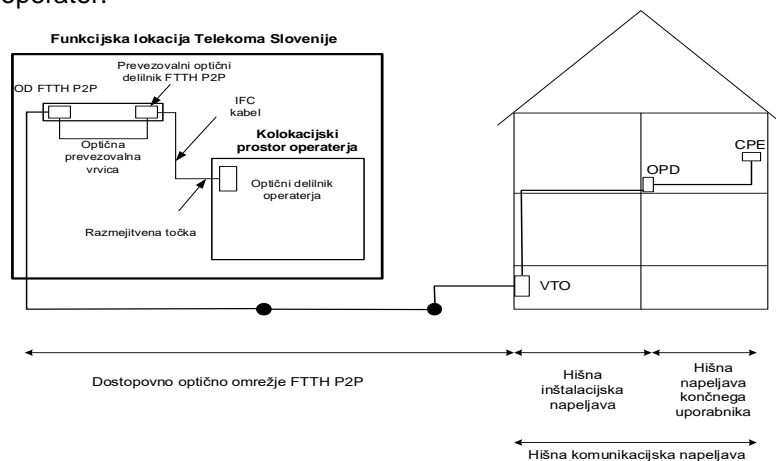 operater.
Funkcijska lokacija Telekoma Slovenije
Prevezovalni optični
delilnik FTTH P2P
OD FTTH P2P
IFC
kabel
Optična
prevezovalna
vrvica
Kolokacijski
prostor operaterja
Optični delilnik
operaterja
Razmejitvena točka
CPE
OPD
VTO
Dostopovno optično omrežje FTTH P2P
Hišna
inštalacijska
napeljava
Hišna
napeljava
končnega
uporabnika
Hišna komunikacijska napeljava